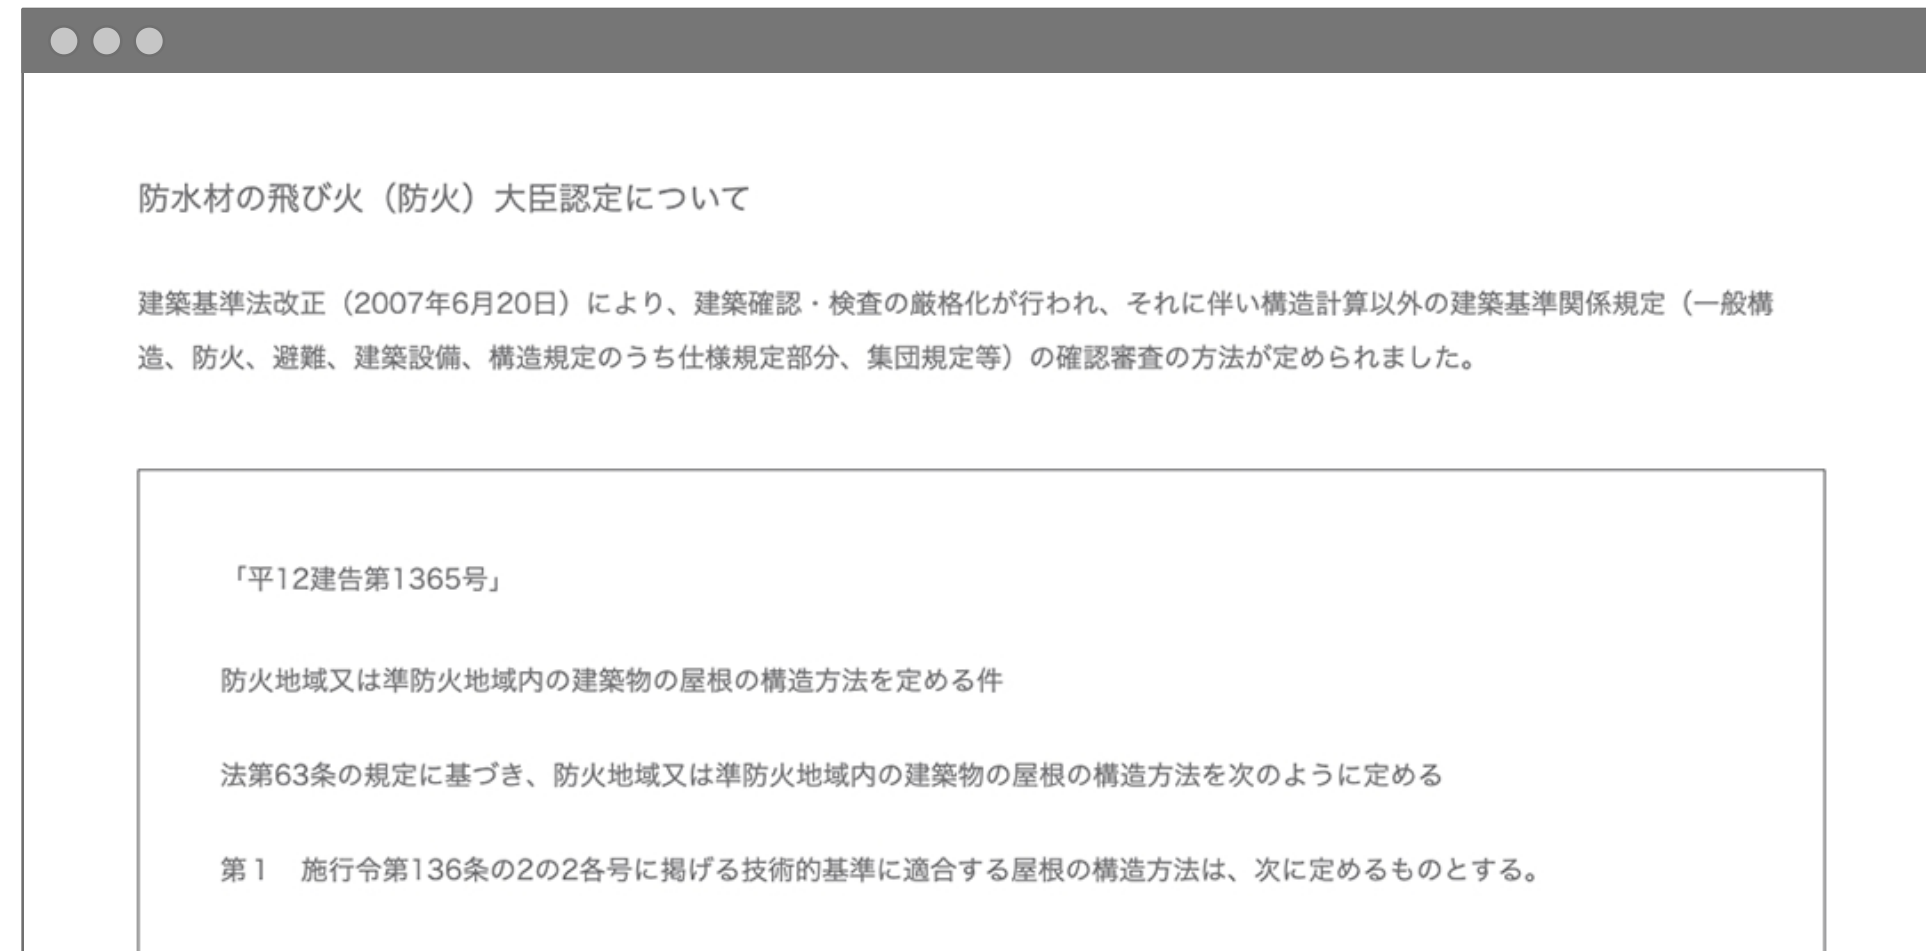 防水材の飛び火（防火）大臣認定について
建築基準法改正（2007年6月20日）により、建築確認・検査の厳格化が行われ、それに伴い構造計算以外の建築基準関係規定（一般構
造、防火、避難、建築設備、構造規定のうち仕様規定部分、集団規定等）の確認審査の方法が定められました。
「平12建告第1365号」
防火地域又は準防火地域内の建築物の屋根の構造方法を定める件
法第63条の規定に基づき、防火地域又は準防火地域内の建築物の屋根の構造方法を次のように定める
第１　施行令第136条の2の2各号に掲げる技術的基準に適合する屋根の構造方法は、次に定めるものとする。